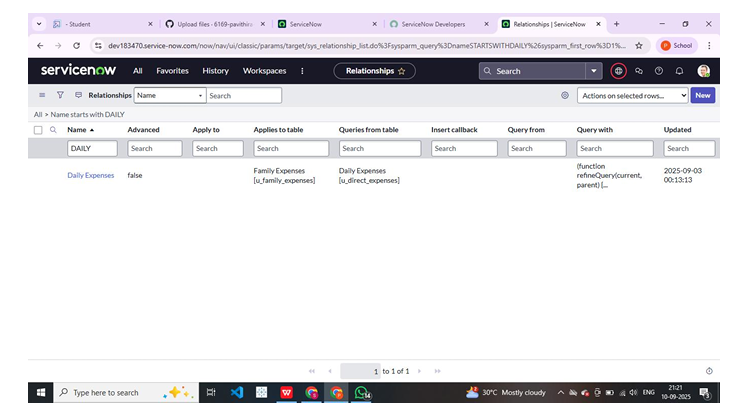 - Student
Upload files - 6169-pavithira
ServiceNow
ServiceNow Developers
Relationships | ServiceNow
dev183470.service-now.com/now/nav/ui/classic/params/target/sys_relationship_list.do%3Fsysparm_query%3DnameSTARTSWITHDAILY%26sysparm_first_row%3D1%...
P School
servicenow All Favorites History Workspaces Relationships Search
Relationships Name Search Actions on selected rows... New
All > Name starts with DAILY
Name Advanced Apply to Applies to table Queries from table Insert callback Query from Query with Updated
DAILY Search Search Search Search Search Search Search Search
Daily Expenses false Family Expenses Daily Expenses (function 2025-09-03
[u_family_expenses] [u_direct_expenses] refineQuery(current, 00:13:13
parent) {...
1 to 1 of 1
Type here to search 14 30°C Mostly cloudy ENG 21:21
10-09-2025 3